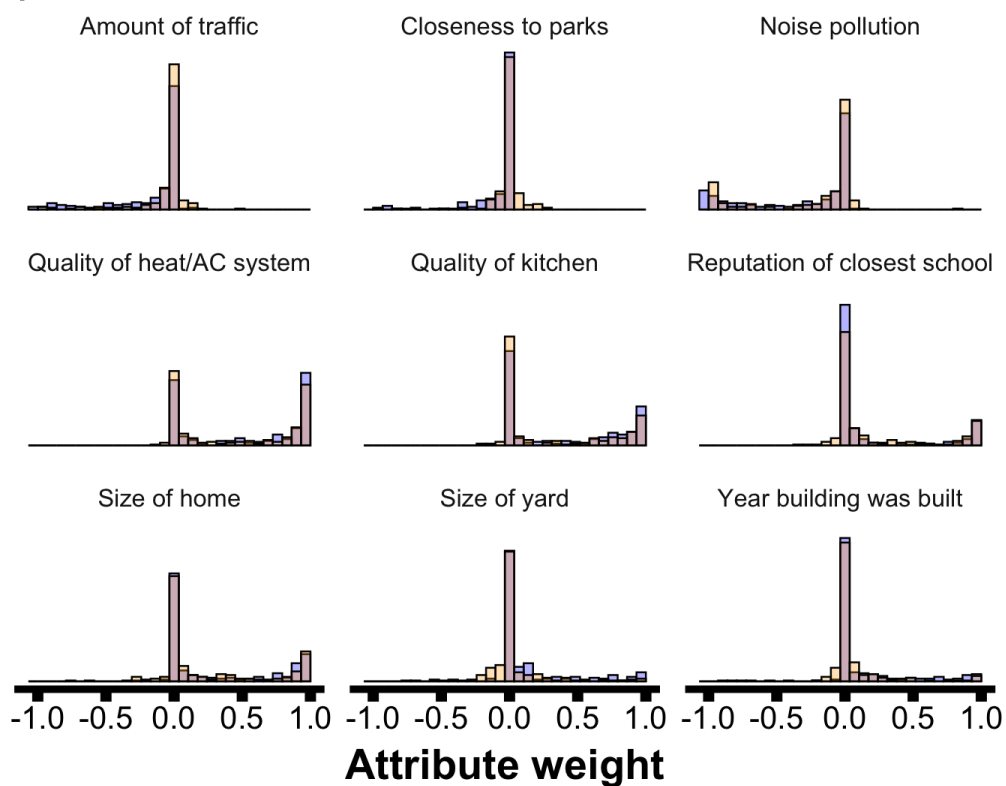 Amount of traffic Closeness to parks Noise pollution
Quality of heat/AC system Quality of kitchen Reputation of closest school
Size of home Size of yard Year building was built
-1.0 -0.5 0.0 0.5 1.0 -1.0 -0.5 0.0 0.5 1.0 -1.0 -0.5 0.0 0.5 1.0
Attribute weight